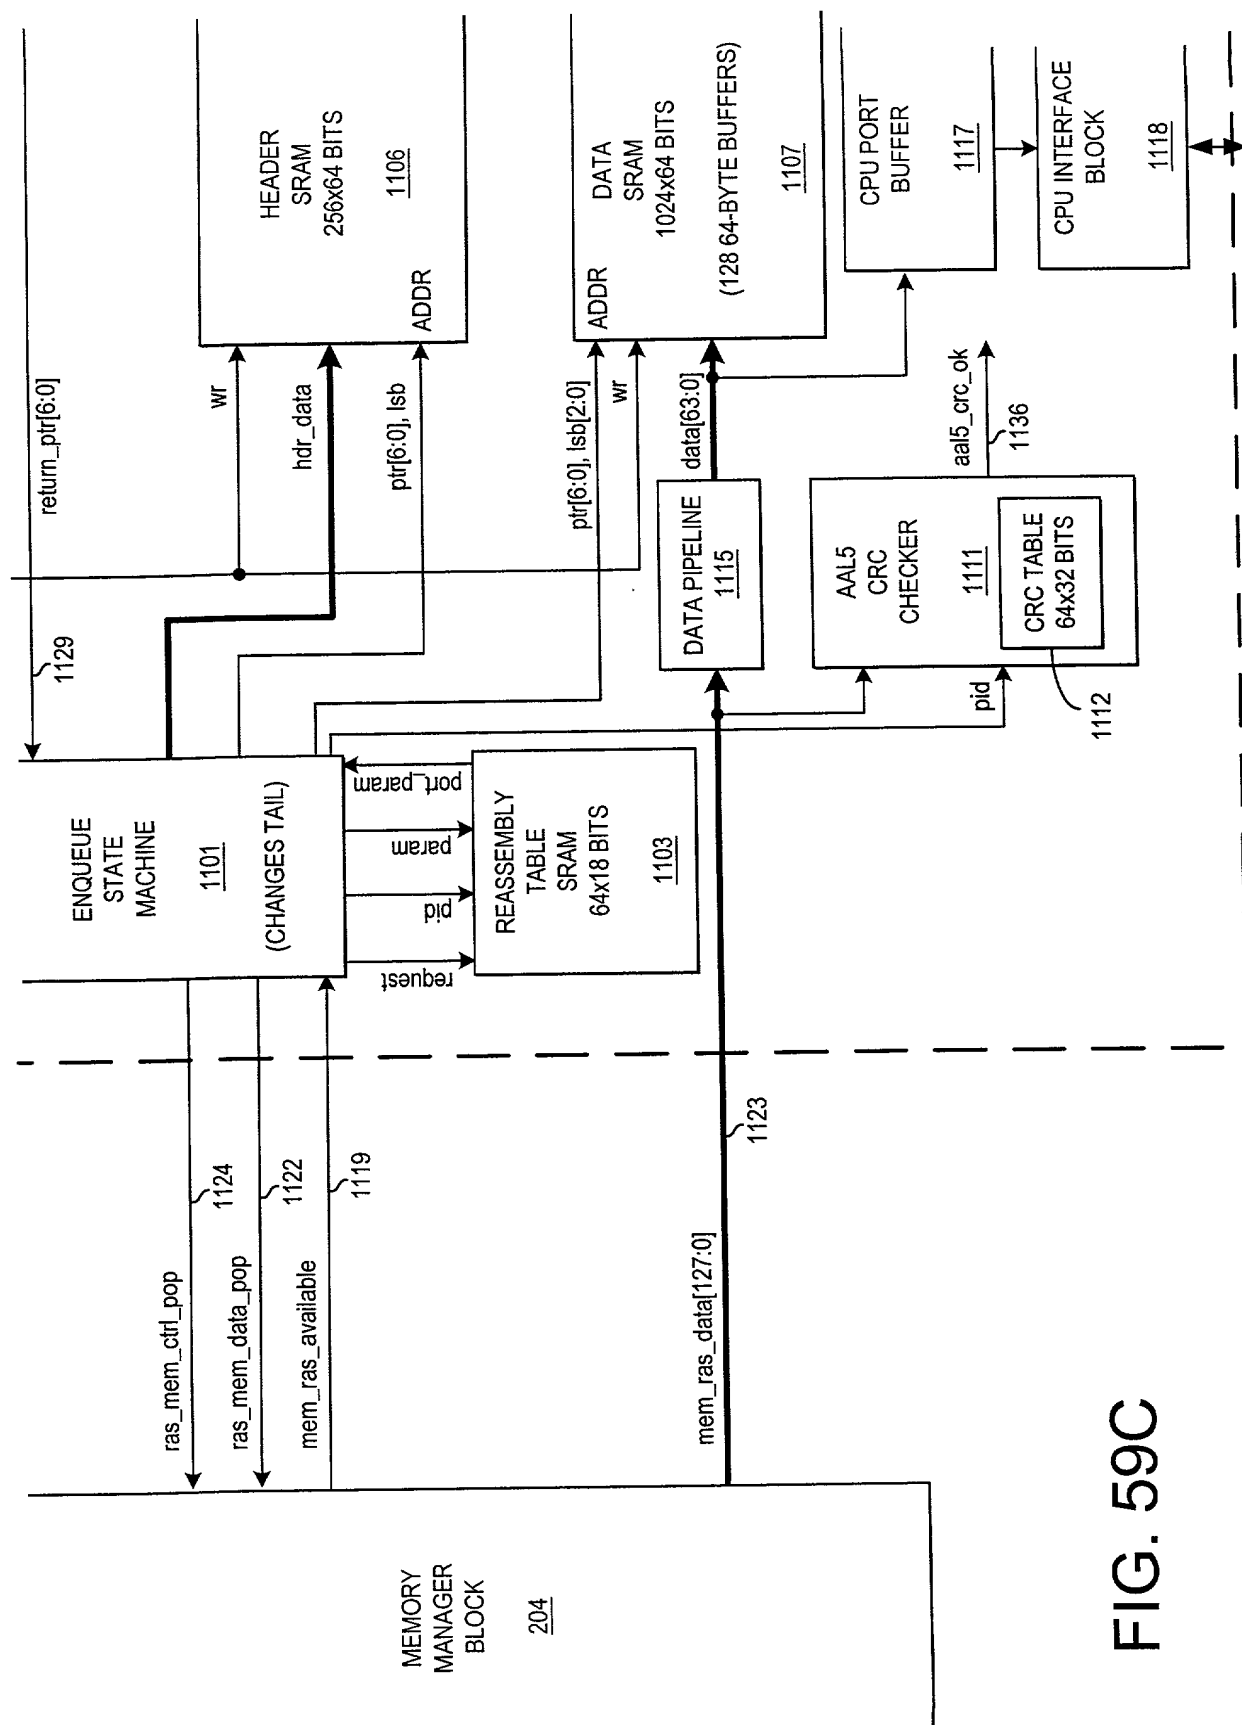 return_ptr[6:0]
1129
ENQUEUE
STATE
MACHINE
1101
(CHANGES TAIL)
wr
hdr_data
ptr[6:0], lsb
HEADER
SRAM
256x64 BITS
1106
ADDR
ras_mem_ctrl_pop
1124
ras_mem_data_pop
1122
mem_ras_available
1119
request
pid
param
port_param
REASSEMBLY
TABLE
SRAM
64x18 BITS
1103
ptr[6:0], lsb[2:0]
wr
ADDR
DATA
SRAM
1024x64 BITS
1107
(128 64-BYTE BUFFERS)
MEMORY
MANAGER
BLOCK
204
mem_ras_data[127:0]
1123
DATA PIPELINE
1115
data[63:0]
pid
AAL5
CRC
CHECKER
1111
CRC TABLE
64x32 BITS
1112
aal5_crc_ok
1136
CPU PORT
BUFFER
1117
CPU INTERFACE
BLOCK
1118
FIG. 59C